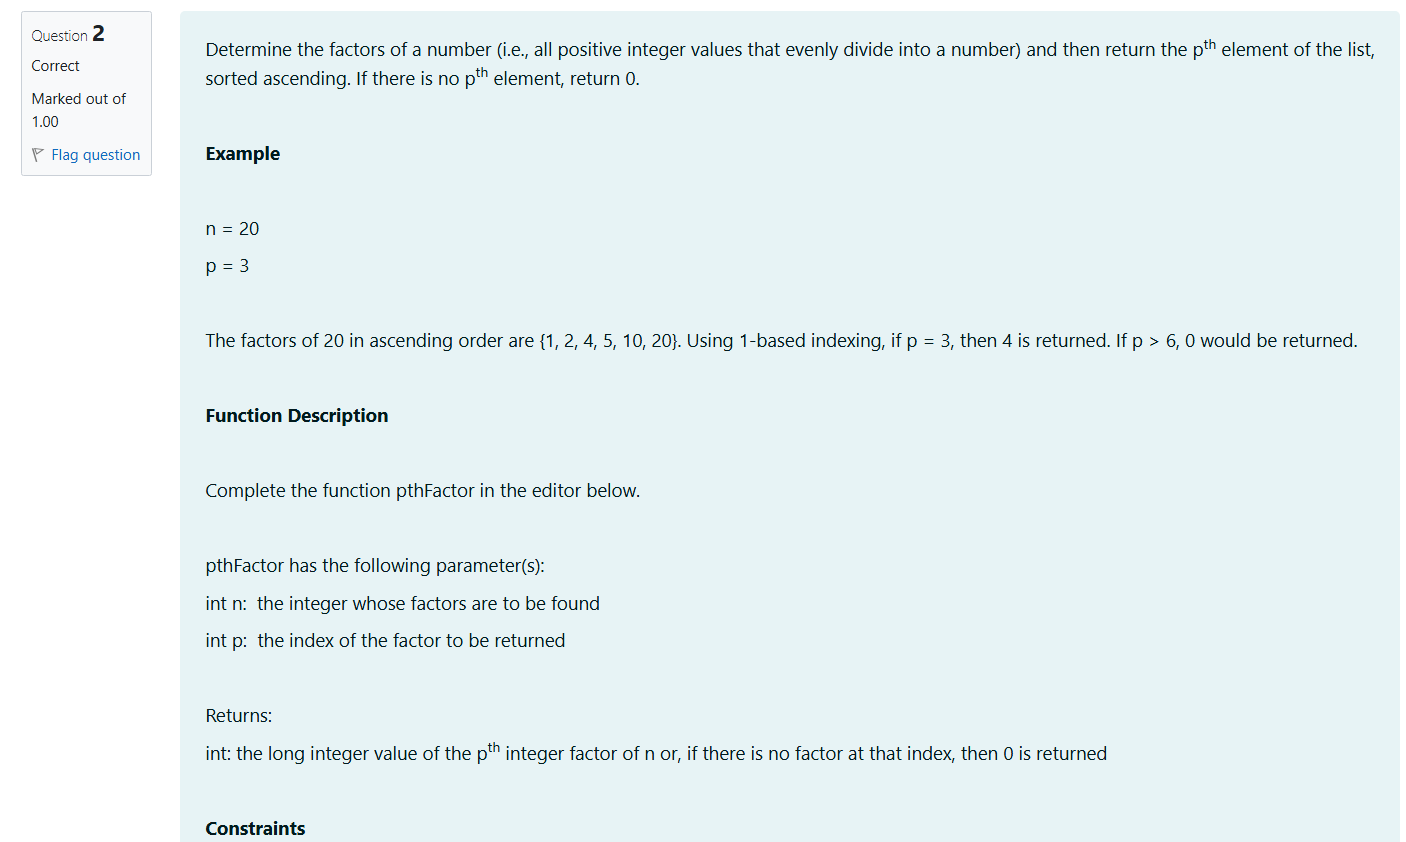 Question 2
Correct
Marked out of
1.00
Flag question
Determine the factors of a number (i.e., all positive integer values that evenly divide into a number) and then return the pth element of the list,
sorted ascending. If there is no pth element, return 0.
Example
n = 20
p = 3
The factors of 20 in ascending order are {1, 2, 4, 5, 10, 20}. Using 1-based indexing, if p = 3, then 4 is returned. If p > 6, 0 would be returned.
Function Description
Complete the function pthFactor in the editor below.
pthFactor has the following parameter(s):
int n:  the integer whose factors are to be found
int p:  the index of the factor to be returned
Returns:
int: the long integer value of the pth integer factor of n or, if there is no factor at that index, then 0 is returned
Constraints